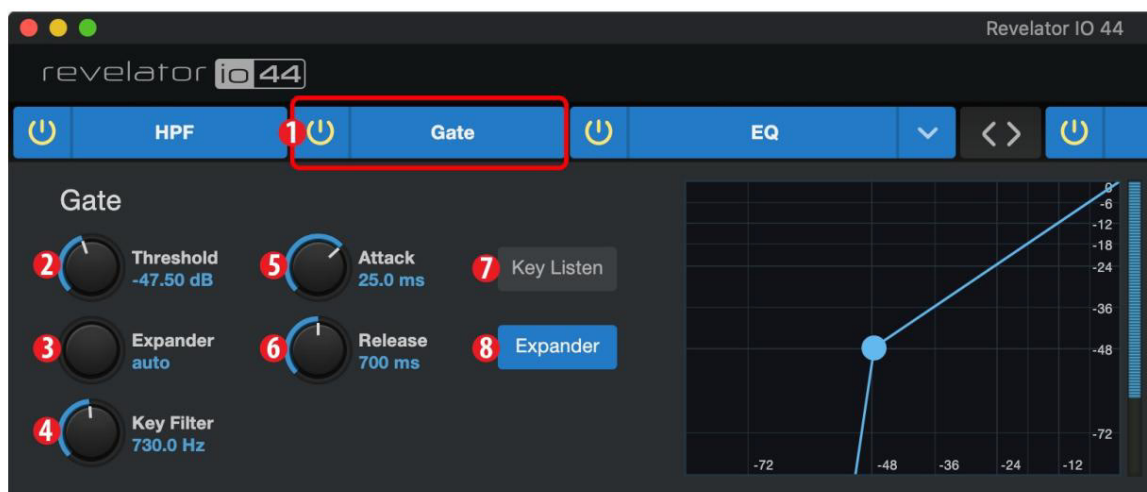 Revelator IO 44
revelator io 44
HPF
1 Gate
EQ
Gate
2 Threshold
-47.50 dB
5 Attack
25.0 ms
7 Key Listen
3 Expander
auto
6 Release
700 ms
8 Expander
4 Key Filter
730.0 Hz
0
-6
-12
-18
-24
-36
-48
-72
-72 -48 -36 -24 -12